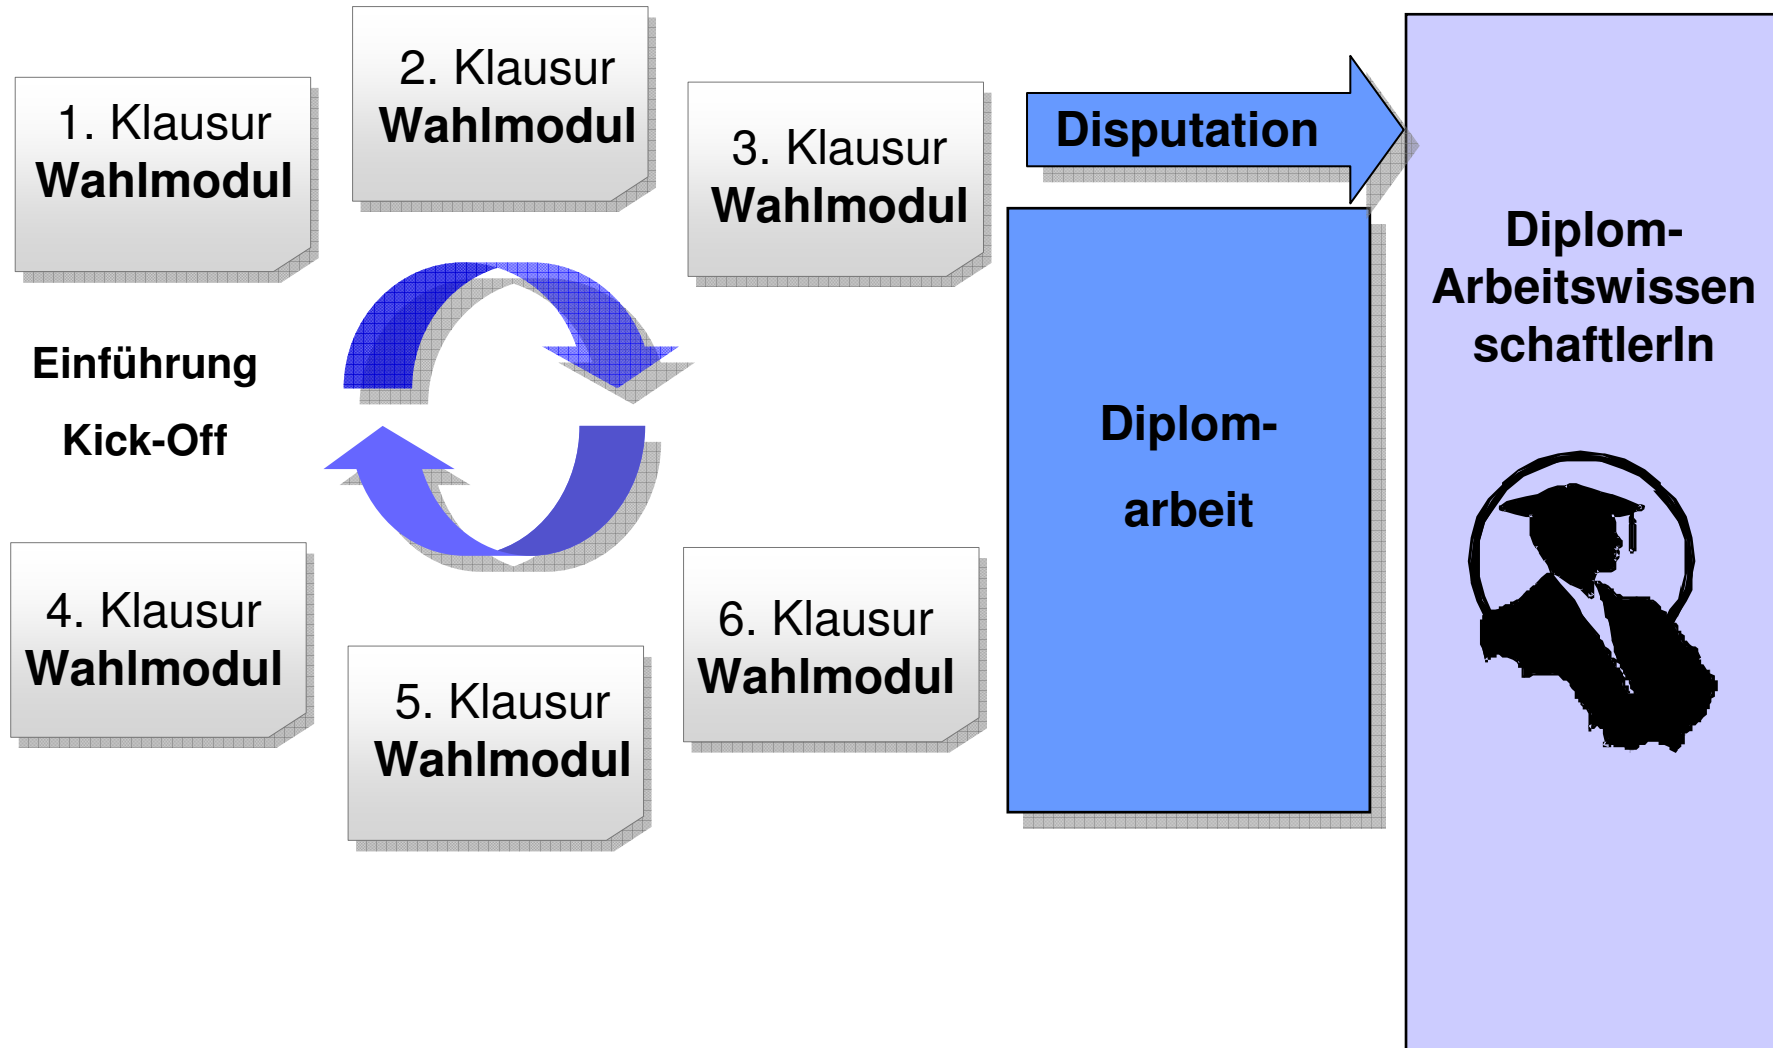 1. Klausur
Wahlmodul
2. Klausur
Wahlmodul
3. Klausur
Wahlmodul
Einführung
Kick-Off
4. Klausur
Wahlmodul
5. Klausur
Wahlmodul
6. Klausur
Wahlmodul
Disputation
Diplom-
arbeit
Diplom-
Arbeitswissen
schaftlerIn